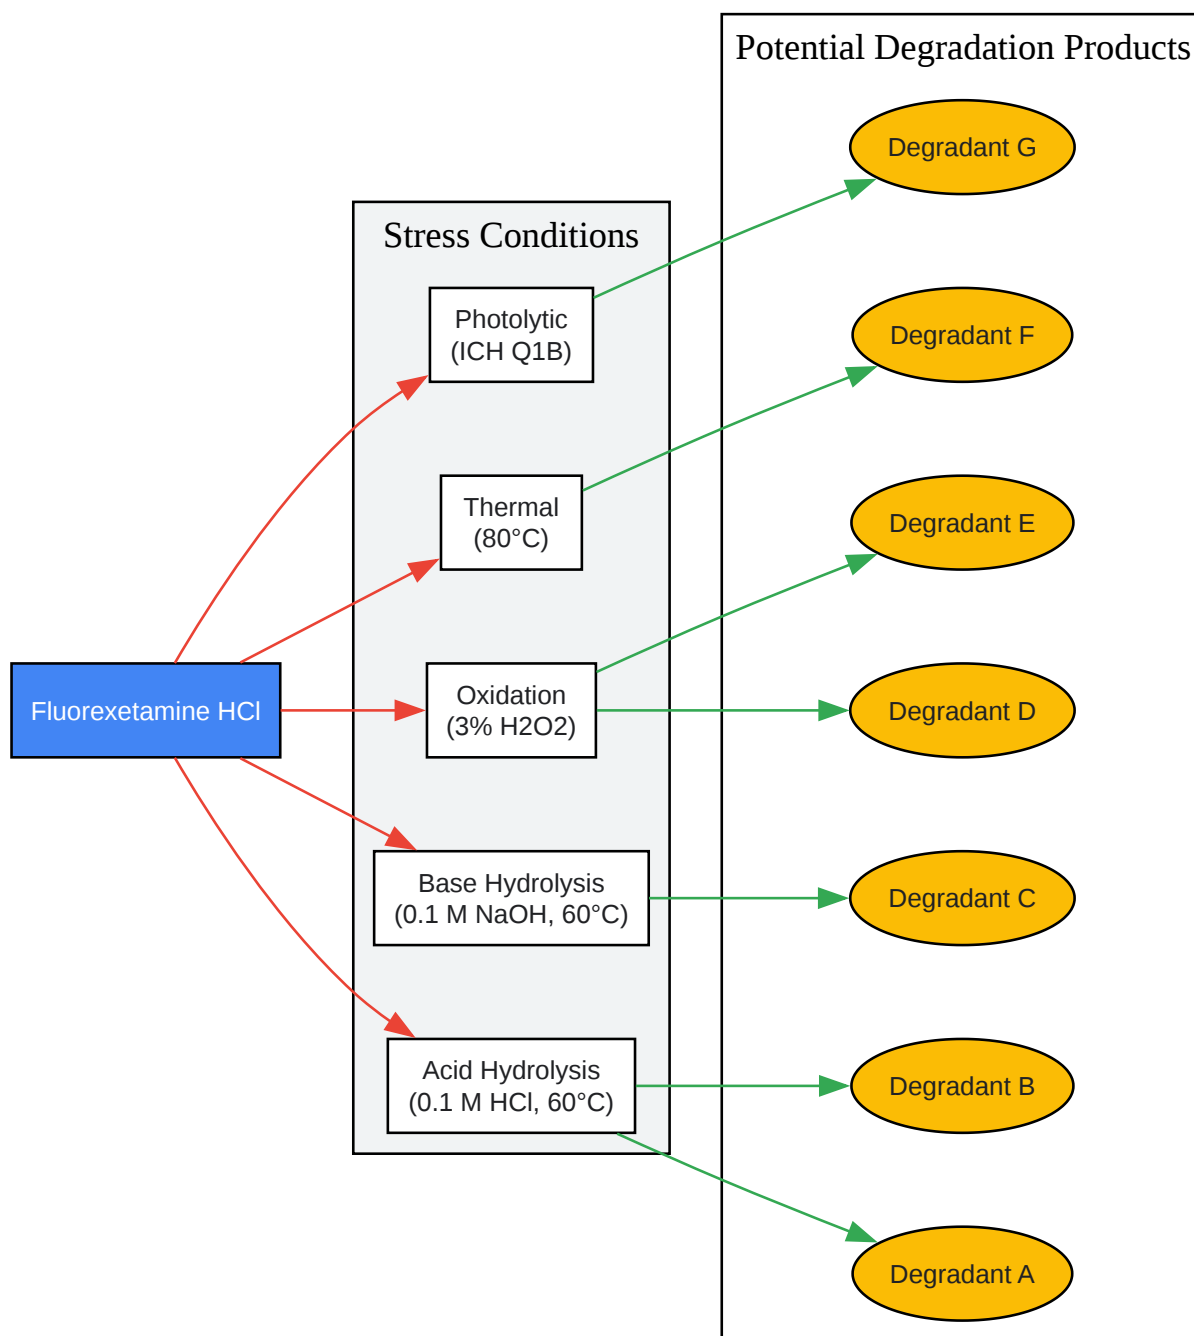 Potential Degradation Products
Degradant G
Stress Conditions
Photolytic
(ICH Q1B)
Degradant F
Thermal
(80°C)
Degradant E
Fluorexetamine HCl
Oxidation
(3% H2O2)
Degradant D
Base Hydrolysis
(0.1 M NaOH, 60°C)
Degradant C
Acid Hydrolysis
(0.1 M HCl, 60°C)
Degradant B
Degradant A